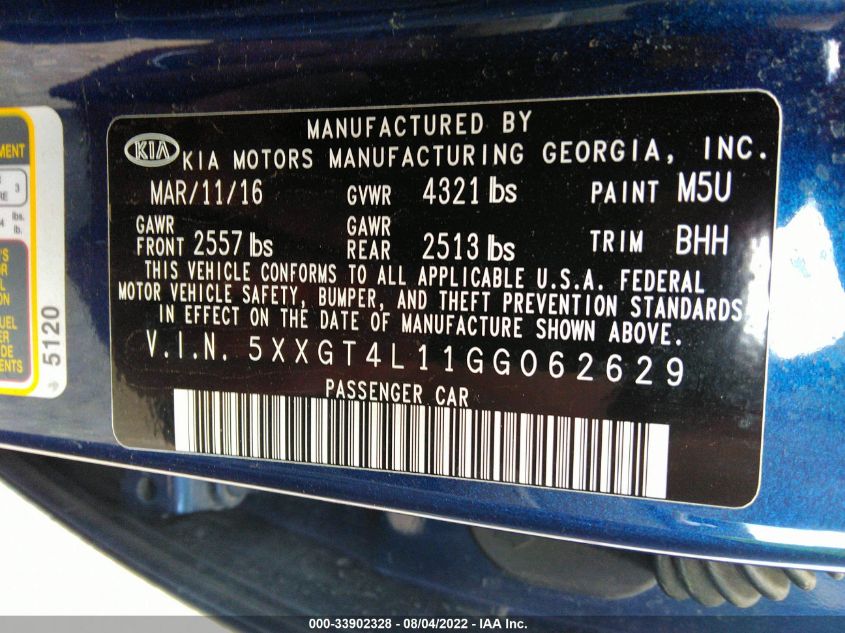 MANUFACTURED BY
KIA KIA MOTORS MANUFACTURING GEORGIA, INC.
MAR/11/16 GVWR 4321 lbs PAINT M5U
GAWR FRONT 2557 lbs GAWR REAR 2513 lbs TRIM BHH
THIS VEHICLE CONFORMS TO ALL APPLICABLE U.S.A. FEDERAL
MOTOR VEHICLE SAFETY, BUMPER, AND THEFT PREVENTION STANDARDS
IN EFFECT ON THE DATE OF MANUFACTURE SHOWN ABOVE.
V.I.N. 5XXGT4L11GG062629
PASSENGER CAR
3
lbs.
lb.
5120
000-33902328 - 08/04/2022 - IAA Inc.